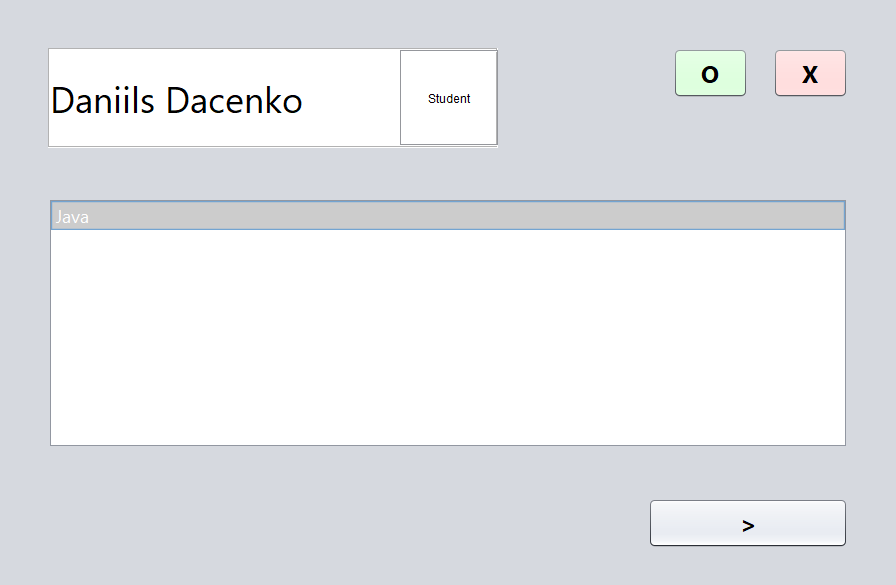 Daniils Dacenko
Student
O
X
Java
>